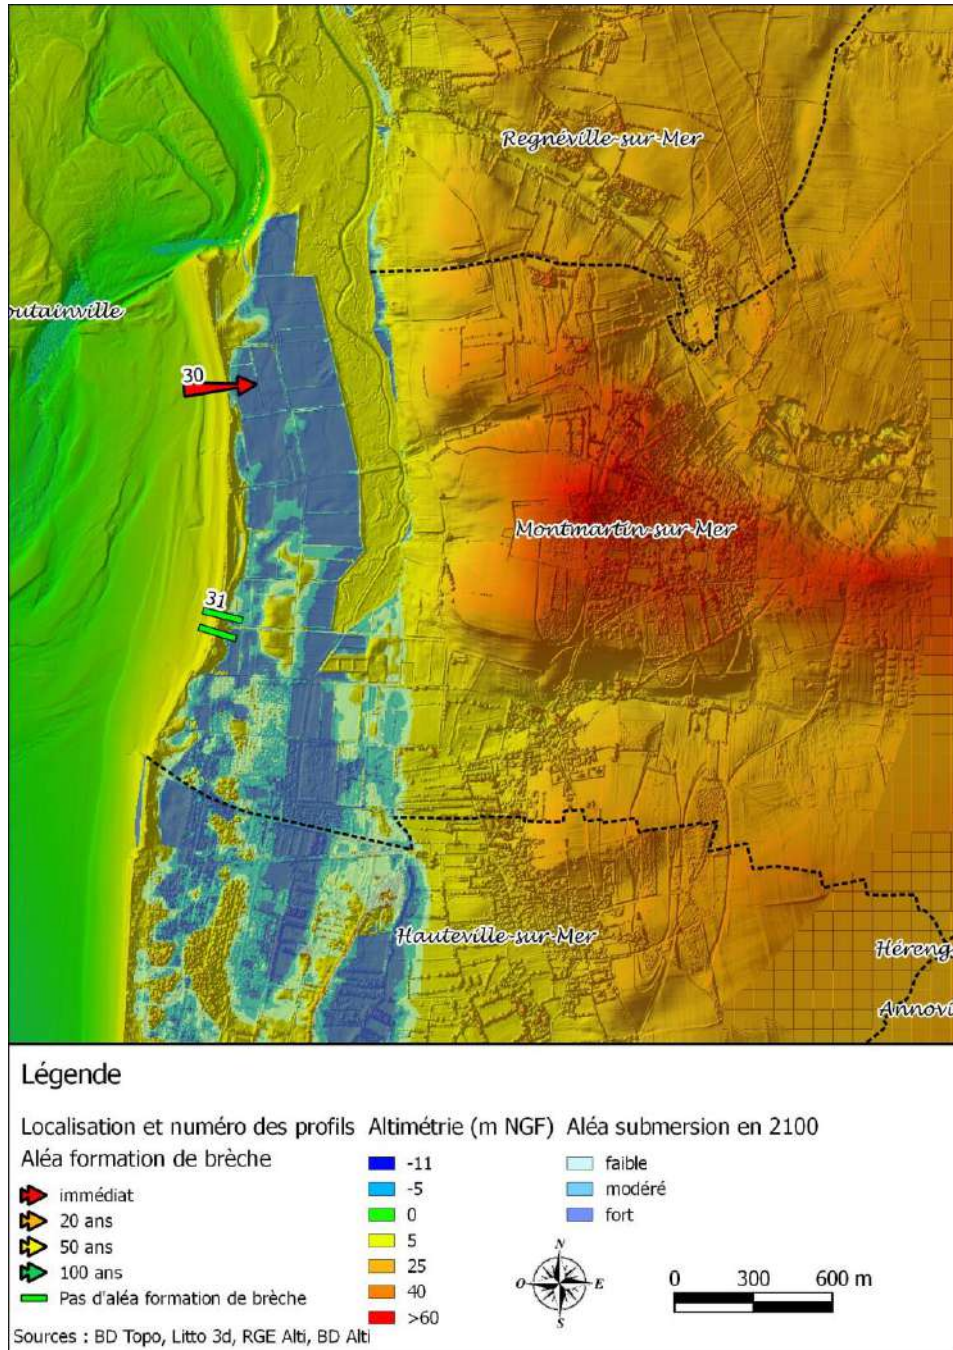 Regnéville-sur-Mer
outainville
30
Montmartin-sur-Mer
31
Hauteville-sur-Mer
Héreng
Annovi
Légende
Localisation et numéro des profils
Aléa formation de brèche
immédiat
20 ans
50 ans
100 ans
Pas d'aléa formation de brèche
Altimétrie (m NGF)
-11
-5
0
5
25
40
>60
Aléa submersion en 2100
faible
modéré
fort
N
O E
S
0 300 600 m
Sources : BD Topo, Litto 3d, RGE Alti, BD Alti